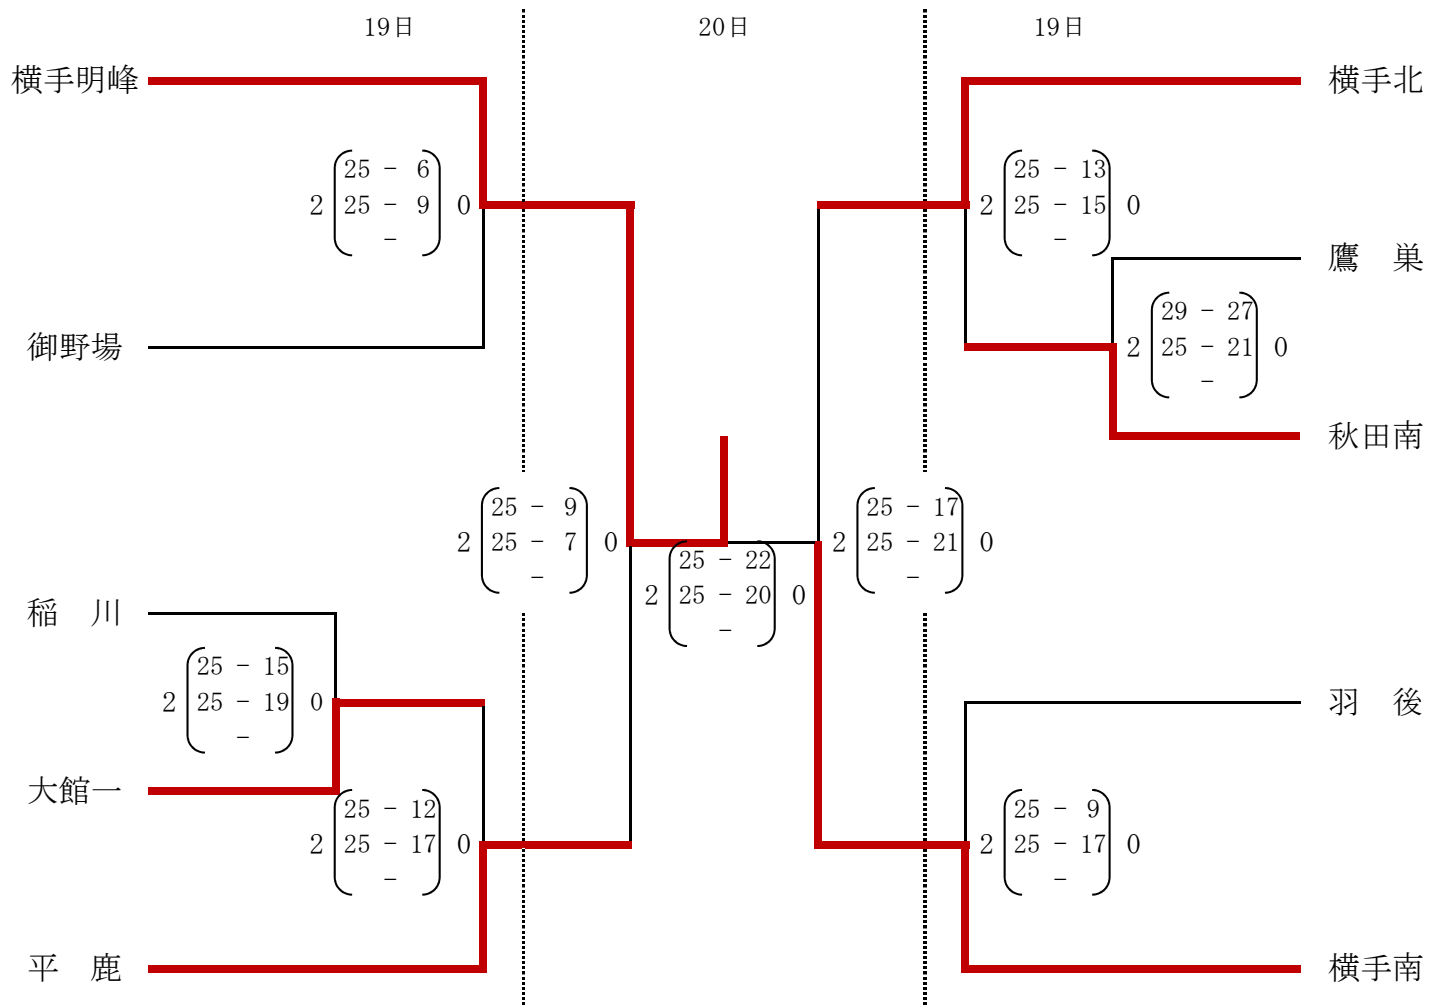 19日 20日 19日
横手明峰 横手北
25 - 6 25 - 13
2 25 - 9 0 2 25 - 15 0
- -
鷹　巣
29 - 27
御野場 2 25 - 21 0
-
秋田南
25 - 9 25 - 17
2 25 - 7 0 2 25 - 21 0
- -
25 - 22
2 25 - 20 0
-
稲　川
25 - 15
2 25 - 19 0 羽　後
-
大館一
25 - 12 25 - 9
2 25 - 17 0 2 25 - 17 0
- -
平　鹿 横手南